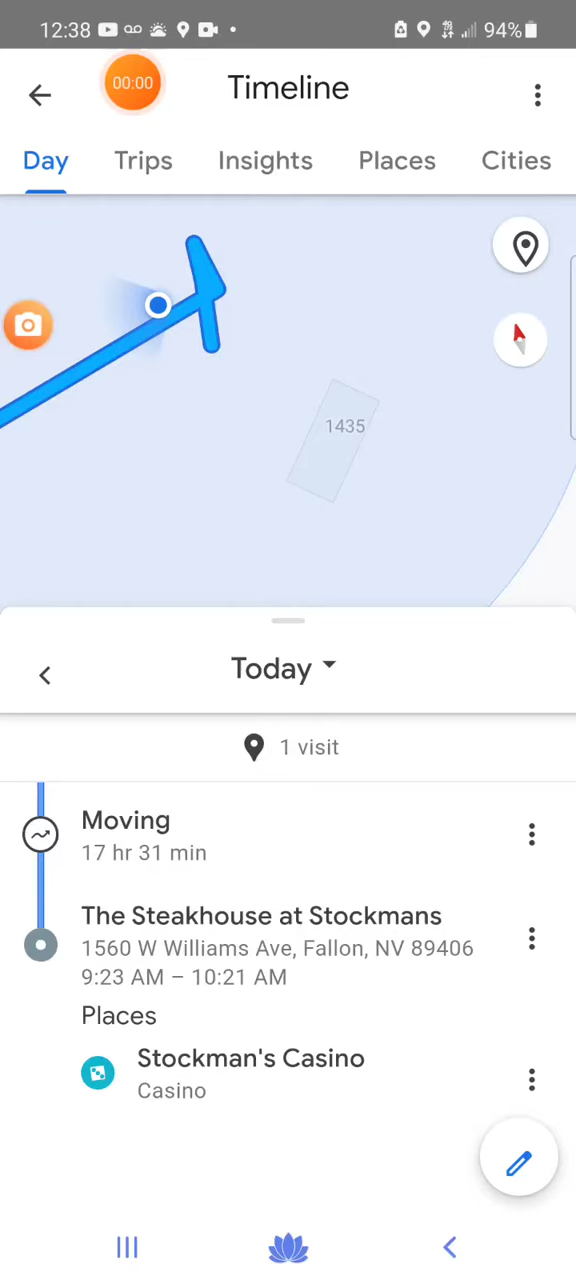 12:38 94%
00:00
Timeline
Day Trips Insights Places Cities
1435
Today
1 visit
Moving
17 hr 31 min
The Steakhouse at Stockmans
1560 W Williams Ave, Fallon, NV 89406
9:23 AM – 10:21 AM
Places
Stockman's Casino
Casino